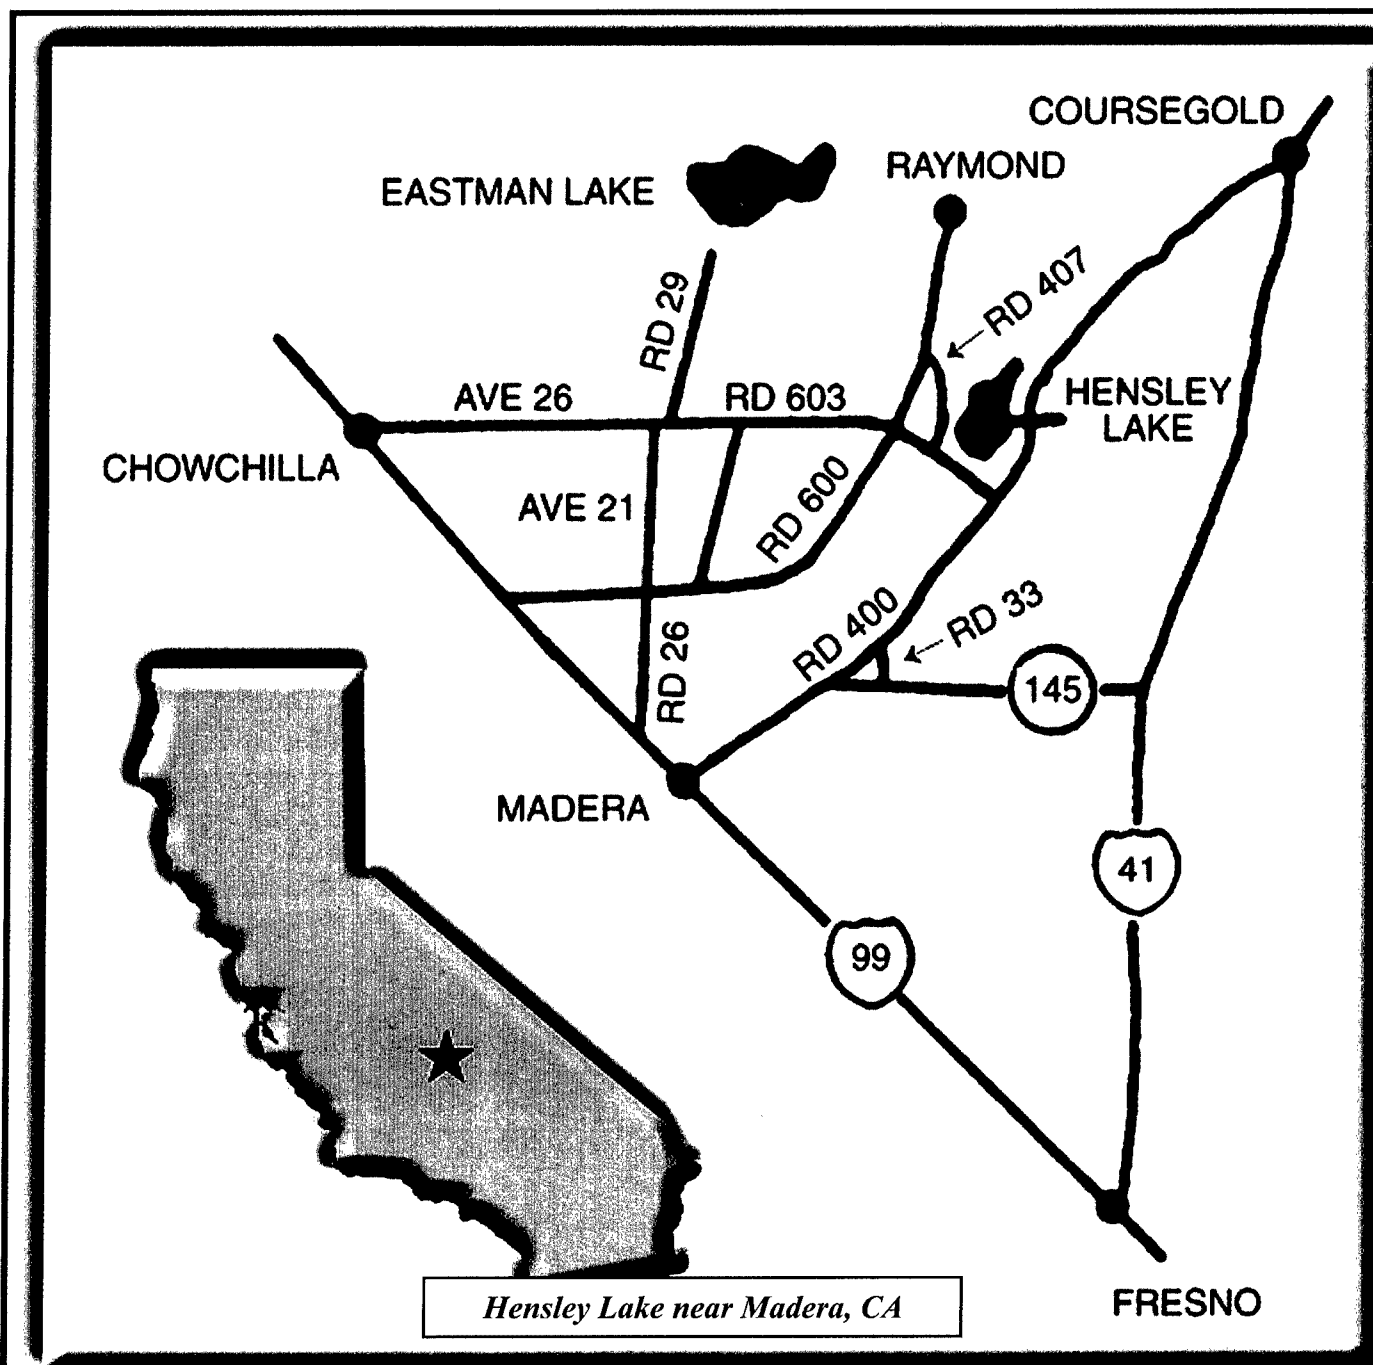 COURSEGOLD
RAYMOND
EASTMAN LAKE
RD 407
RD 29
HENSLEY
LAKE
AVE 26
RD 603
CHOWCHILLA
AVE 21
RD 600
RD 400
RD 33
RD 26
145
MADERA
41
99
Hensley Lake near Madera, CA
FRESNO